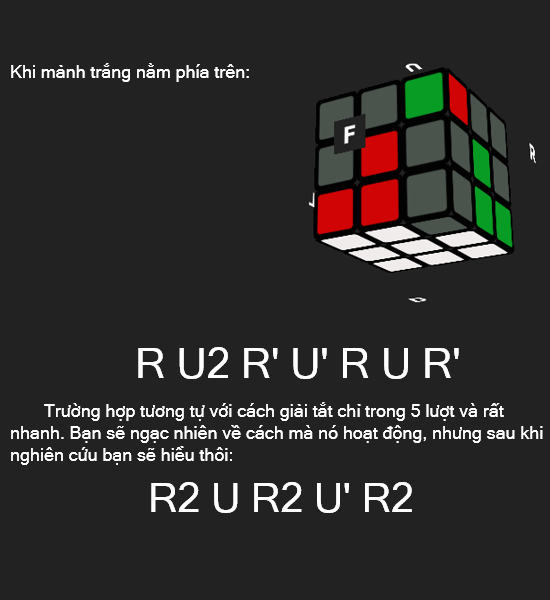 Khi mảnh trắng nằm phía trên:
U
F
R
L
D
R U2 R' U' R U R'
Trường hợp tương tự với cách giải tắt chỉ trong 5 lượt và rất
nhanh. Bạn sẽ ngạc nhiên về cách mà nó hoạt động, nhưng sau khi
nghiên cứu bạn sẽ hiểu thôi:
R2 U R2 U' R2